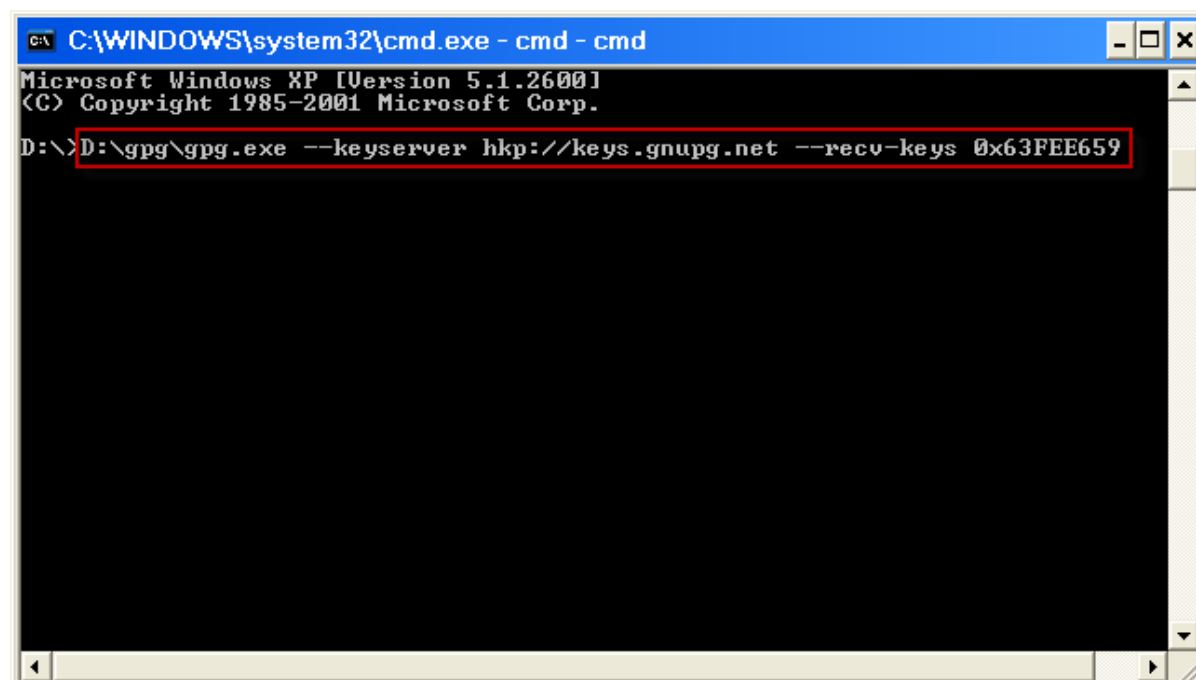 C:\WINDOWS\system32\cmd.exe - cmd - cmd
Microsoft Windows XP [Version 5.1.2600]
(C) Copyright 1985-2001 Microsoft Corp.
D:\>D:\gpg\gpg.exe --keyserver hkp://keys.gnupg.net --recv-keys 0x63FEE659